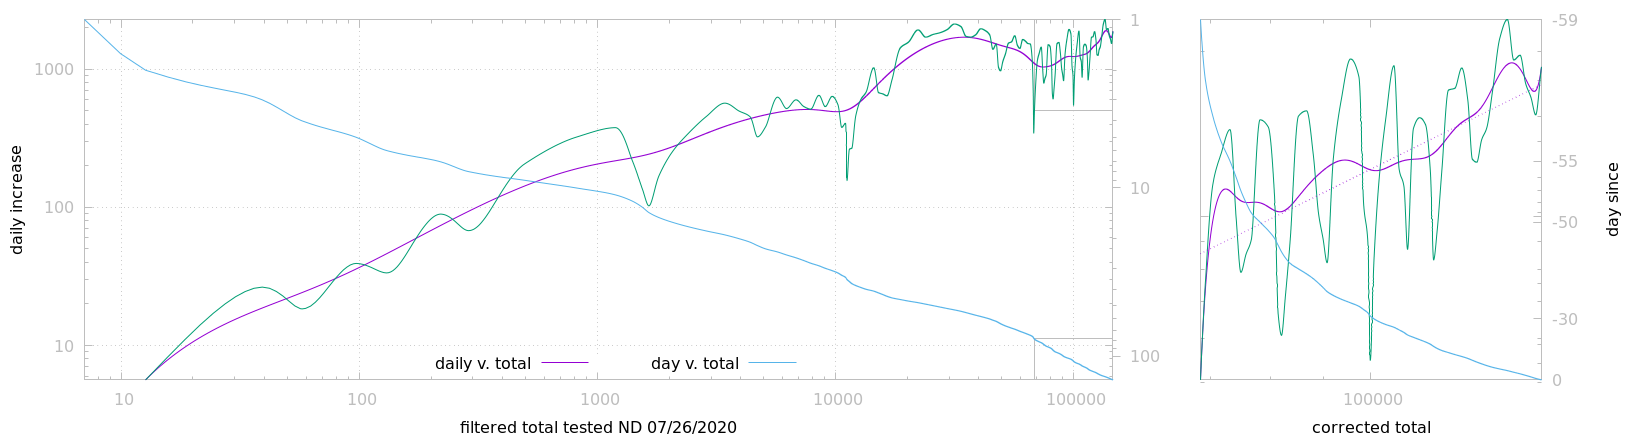 1000
100
10
daily increase
daily v. total
day v. total
10
100
1000
10000
100000
filtered total tested ND 07/26/2020
1
10
100
-59
-55
-50
-30
0
day since
100000
corrected total